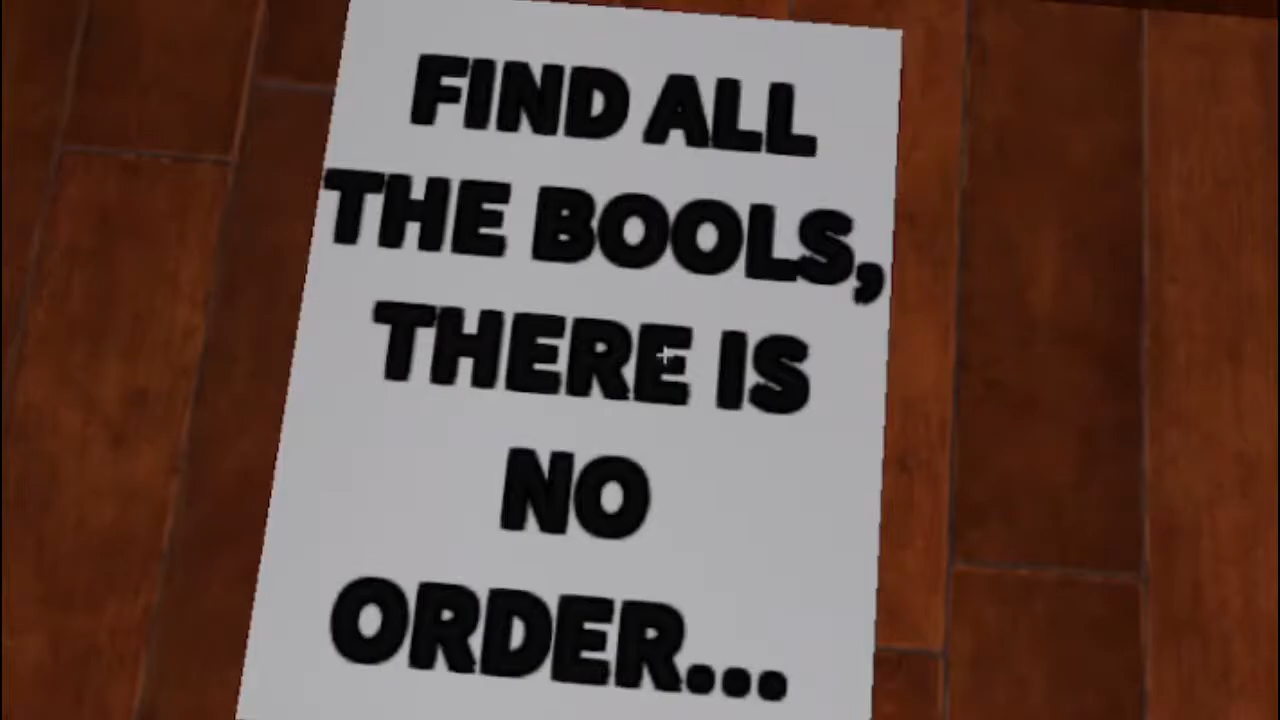 FIND ALL
THE BOOLS,
THERE IS
NO
ORDER...